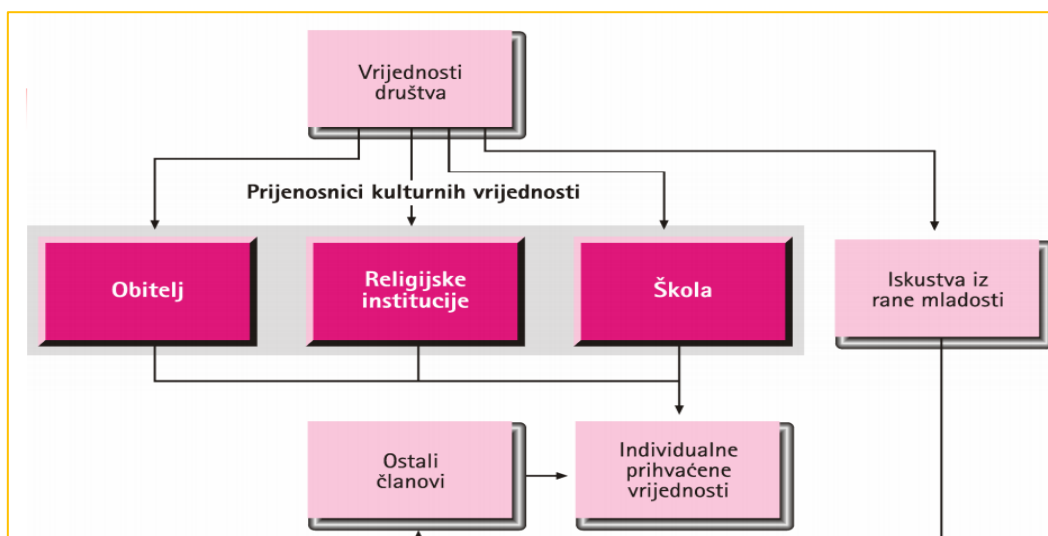 Vrijednosti
društva
Prijenosnici kulturnih vrijednosti
Obitelj
Religijske
institucije
Škola
Iskustva iz
rane mladosti
Ostali
članovi
Individualne
prihvaćene
vrijednosti